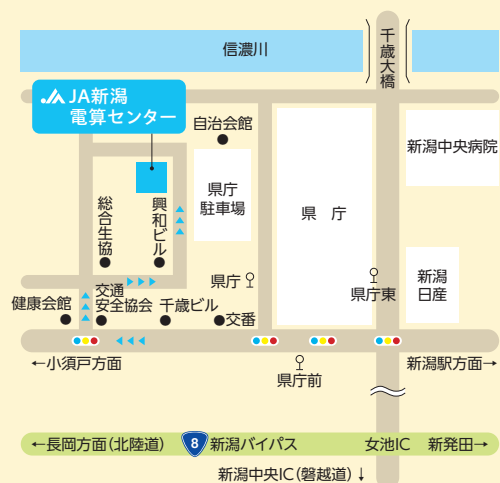 信濃川
千歳大橋
JA新潟
電算センター
自治会館
新潟中央病院
県庁
駐車場
県 庁
総合生協
興和ビル
県庁
県庁東
新潟
日産
交通
安全協会
健康会館
千歳ビル
交番
←小須戸方面
県庁前
新潟駅方面→
←長岡方面(北陸道)
8
新潟バイパス
女池IC
新発田→
新潟中央IC(磐越道)↓